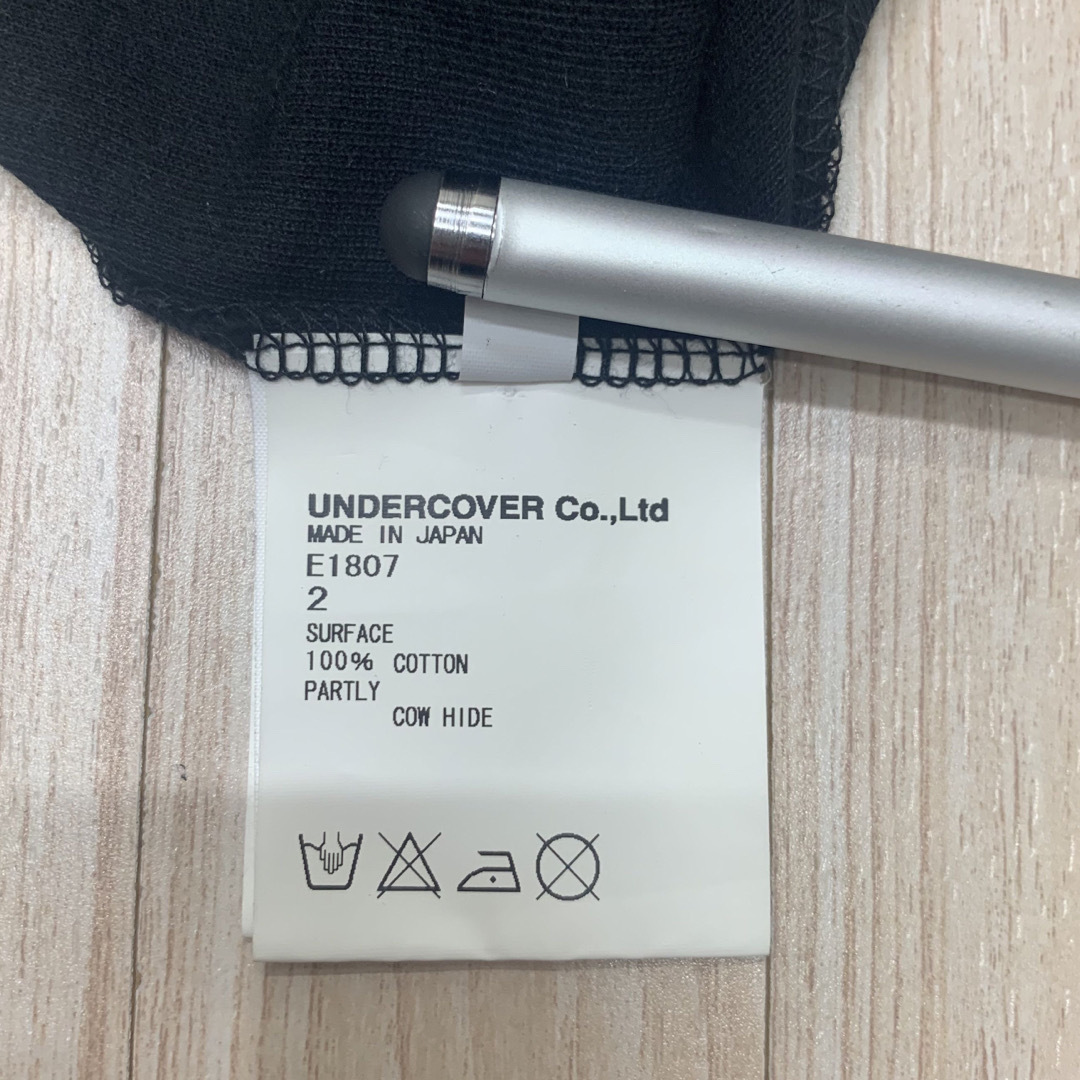 UNDERCOVER Co.,Ltd
MADE IN JAPAN
E1807
2
SURFACE
100% COTTON
PARTLY
COW HIDE